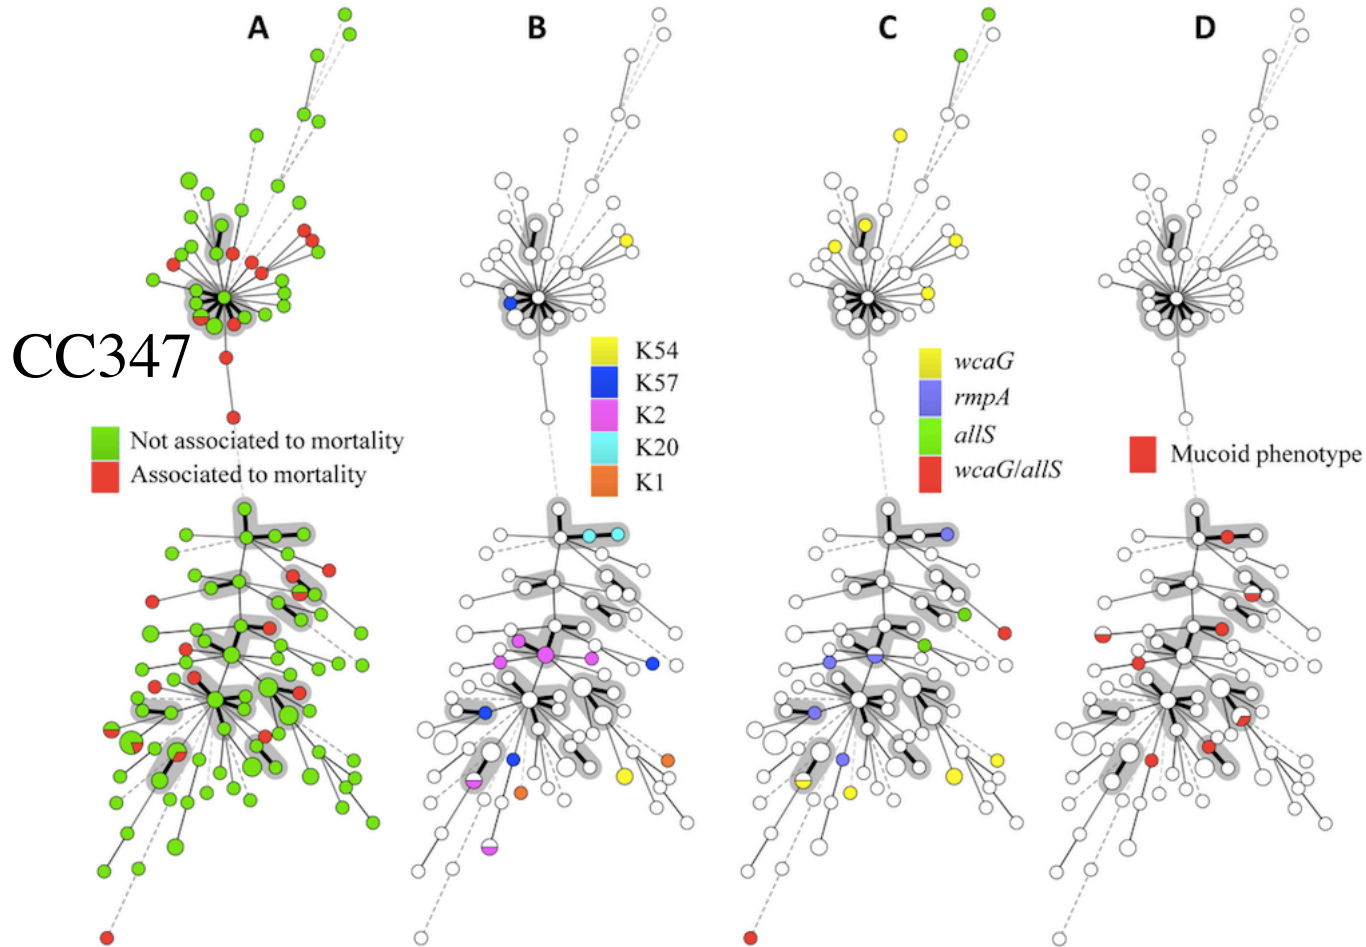 A B C D
CC347
Not associated to mortality
Associated to mortality
K54
K57
K2
K20
K1
wcaG
rmpA
allS
wcaG/allS
Mucoid phenotype